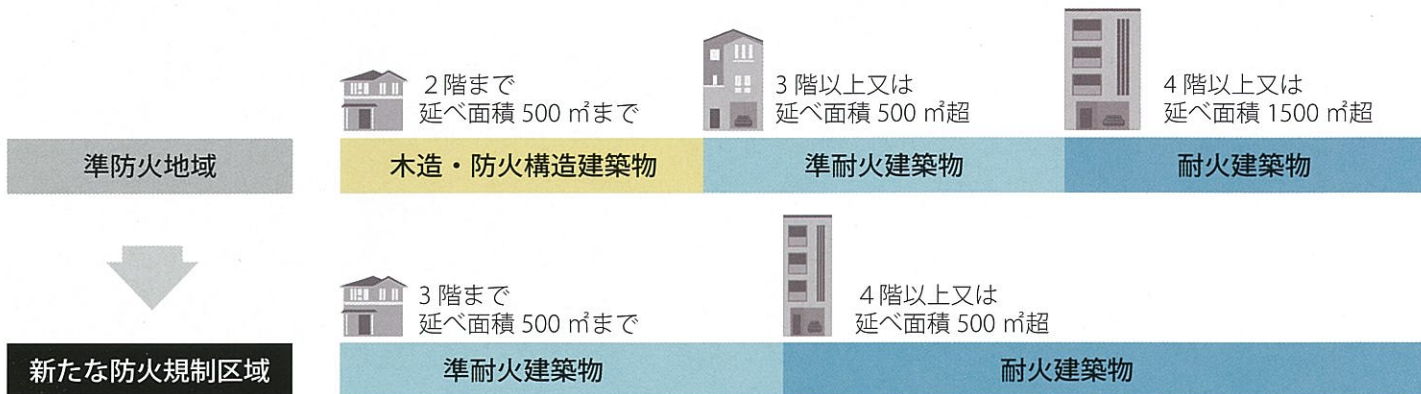 2階まで
延べ面積 500 ㎡まで
3階以上又は
延べ面積 500 ㎡超
4階以上又は
延べ面積 1500 ㎡超
準防火地域
木造・防火構造建築物
準耐火建築物
耐火建築物
3階まで
延べ面積 500 ㎡まで
4階以上又は
延べ面積 500 ㎡超
新たな防火規制区域
準耐火建築物
耐火建築物